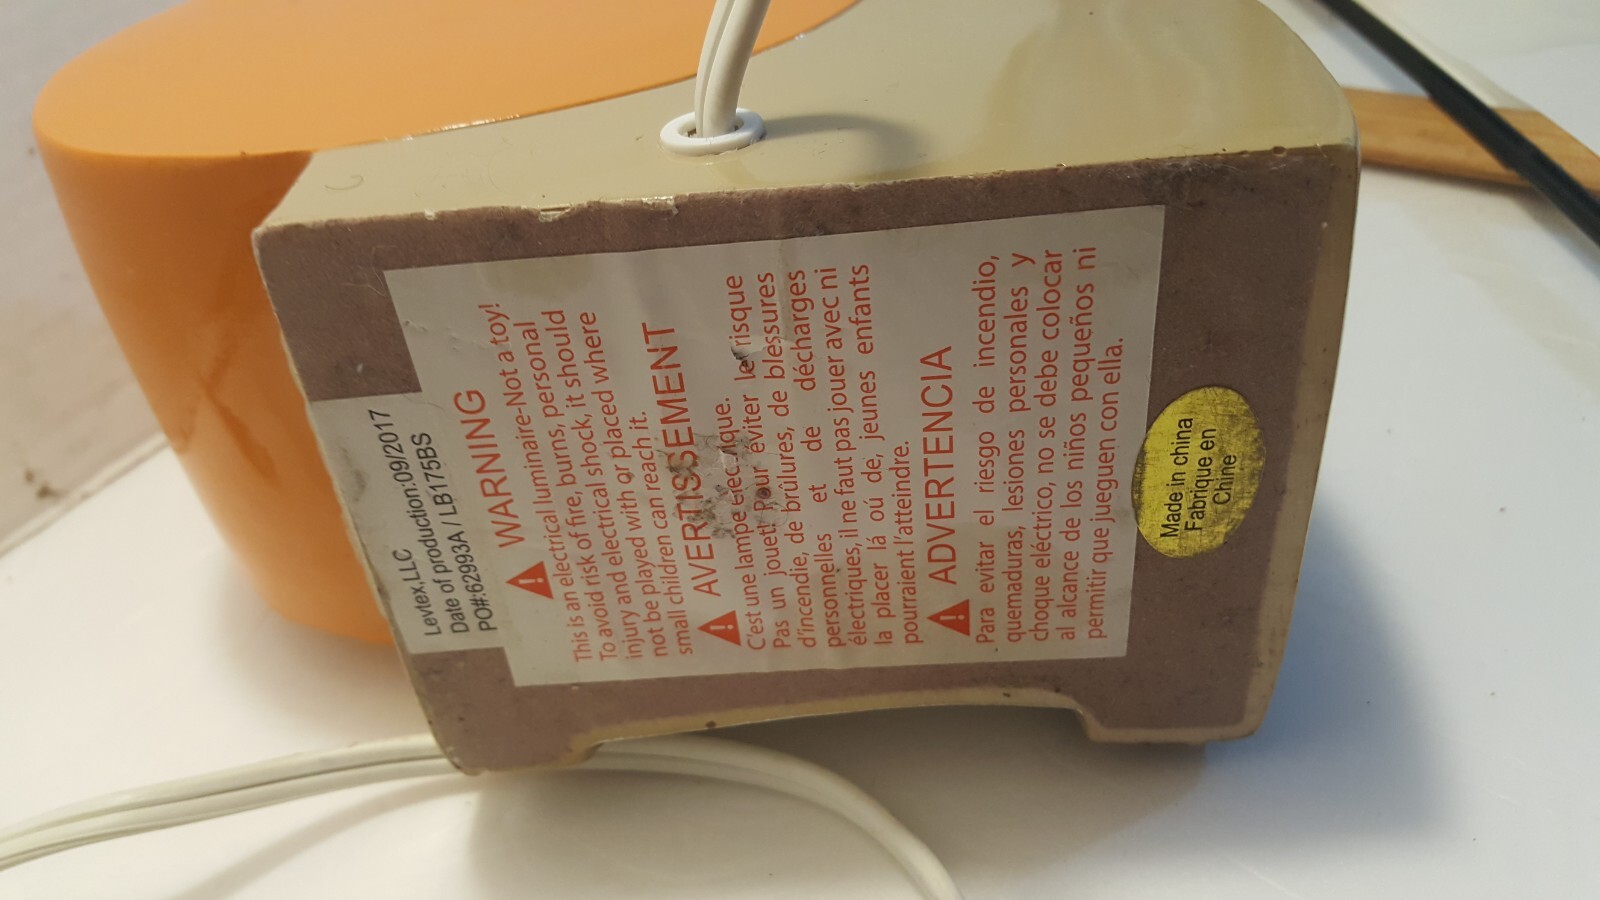 Levtex,LLC
Date of production:09/2017
PO#:62993A / LB175BS
WARNING
This is an electrical luminaire-Not a toy!
To avoid risk of fire, burns, personal
injury and electrical shock, it should
not be played with or placed where
small children can reach it.
AVERTISSEMENT
C'est une lampe électrique.
Pas un jouet! Pour éviter le risque
d'incendie, de brûlures, de blessures
personnelles et de décharges
électriques, il ne faut pas jouer avec ni
la placer lá oú de, jeunes enfants
pourraient l'atteindre.
ADVERTENCIA
Para evitar el riesgo de incendio,
quemaduras, lesiones personales y
choque eléctrico, no se debe colocar
al alcance de los niños pequeños ni
permitir que jueguen con ella.
Made in china
Fabrique en
Chine